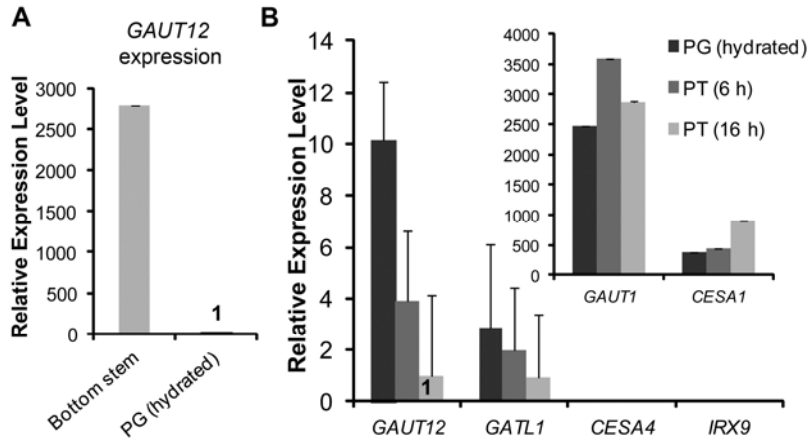 A
GAUT12
expression
Relative Expression Level
3000
2500
2000
1500
1000
500
0
1
Bottom stem
PG (hydrated)
B
Relative Expression Level
14
12
10
8
6
4
2
0
1
GAUT12
GATL1
CESA4
IRX9
4000
3500
3000
2500
2000
1500
1000
500
0
GAUT1
CESA1
PG (hydrated)
PT (6 h)
PT (16 h)